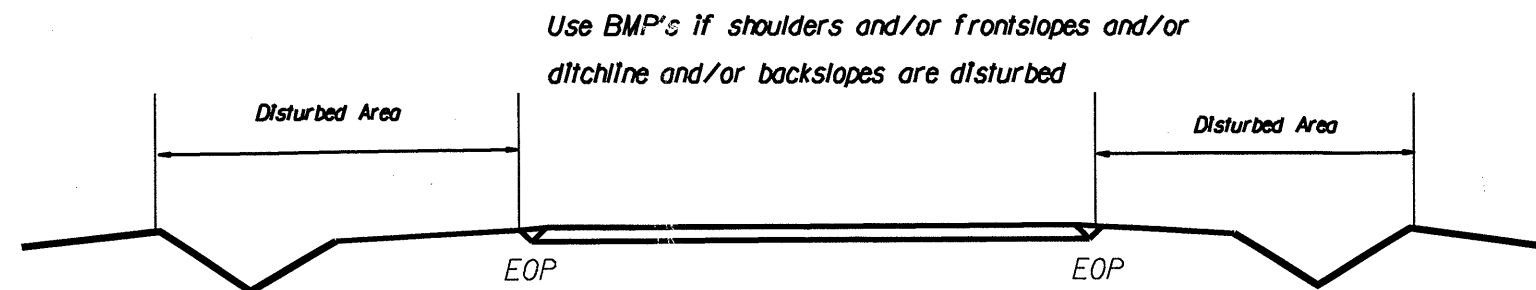 Use BMP's if shoulders and/or frontslopes and/or
ditchline and/or backslopes are disturbed
Disturbed Area
Disturbed Area
EOP
EOP